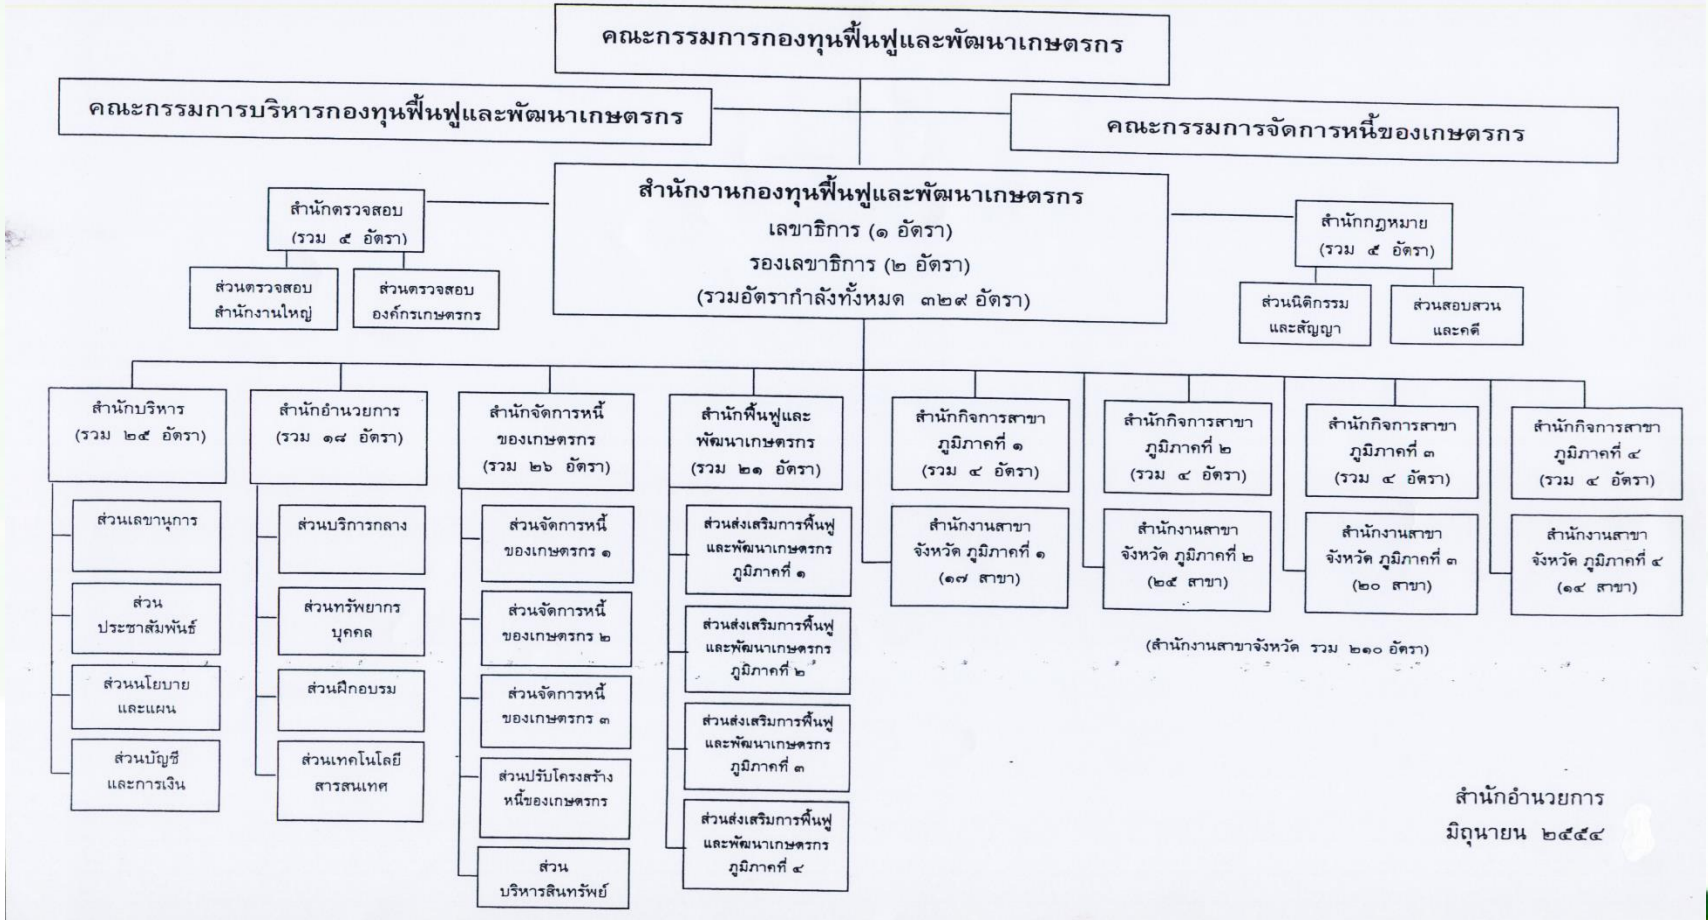 คณะกรรมการกองทุนฟื้นฟูและพัฒนาเกษตรกร
คณะกรรมการบริหารกองทุนฟื้นฟูและพัฒนาเกษตรกร
คณะกรรมการจัดการหนี้ของเกษตรกร
สำนักงานกองทุนฟื้นฟูและพัฒนาเกษตรกร
เลขาธิการ (๑ อัตรา)
รองเลขาธิการ (๒ อัตรา)
(รวมอัตรากำลังทั้งหมด ๓๒๙ อัตรา)
สำนักตรวจสอบ
(รวม ๕ อัตรา)
ส่วนตรวจสอบ
สำนักงานใหญ่
ส่วนตรวจสอบ
องค์กรเกษตรกร
สำนักกฎหมาย
(รวม ๕ อัตรา)
ส่วนนิติกรรม
และสัญญา
ส่วนสอบสวน
และคดี
สำนักบริหาร
(รวม ๒๕ อัตรา)
ส่วนเลขานุการ
ส่วน
ประชาสัมพันธ์
ส่วนนโยบาย
และแผน
ส่วนบัญชี
และการเงิน
สำนักอำนวยการ
(รวม ๑๘ อัตรา)
ส่วนบริการกลาง
ส่วนทรัพยากร
บุคคล
ส่วนฝึกอบรม
ส่วนเทคโนโลยี
สารสนเทศ
สำนักจัดการหนี้
ของเกษตรกร
(รวม ๒๖ อัตรา)
ส่วนจัดการหนี้
ของเกษตรกร ๑
ส่วนจัดการหนี้
ของเกษตรกร ๒
ส่วนจัดการหนี้
ของเกษตรกร ๓
ส่วนปรับโครงสร้าง
หนี้ของเกษตรกร
ส่วน
บริหารสินทรัพย์
สำนักฟื้นฟูและ
พัฒนาเกษตรกร
(รวม ๒๑ อัตรา)
ส่วนส่งเสริมการฟื้นฟู
และพัฒนาเกษตรกร
ภูมิภาคที่ ๑
ส่วนส่งเสริมการฟื้นฟู
และพัฒนาเกษตรกร
ภูมิภาคที่ ๒
ส่วนส่งเสริมการฟื้นฟู
และพัฒนาเกษตรกร
ภูมิภาคที่ ๓
ส่วนส่งเสริมการฟื้นฟู
และพัฒนาเกษตรกร
ภูมิภาคที่ ๔
สำนักกิจการสาขา
ภูมิภาคที่ ๑
(รวม ๔ อัตรา)
สำนักงานสาขา
จังหวัด ภูมิภาคที่ ๑
(๑๗ สาขา)
สำนักกิจการสาขา
ภูมิภาคที่ ๒
(รวม ๔ อัตรา)
สำนักงานสาขา
จังหวัด ภูมิภาคที่ ๒
(๒๕ สาขา)
สำนักกิจการสาขา
ภูมิภาคที่ ๓
(รวม ๔ อัตรา)
สำนักงานสาขา
จังหวัด ภูมิภาคที่ ๓
(๒๐ สาขา)
สำนักกิจการสาขา
ภูมิภาคที่ ๔
(รวม ๔ อัตรา)
สำนักงานสาขา
จังหวัด ภูมิภาคที่ ๔
(๑๔ สาขา)
(สำนักงานสาขาจังหวัด รวม ๒๑๐ อัตรา)
สำนักอำนวยการ
มิถุนายน ๒๕๕๔